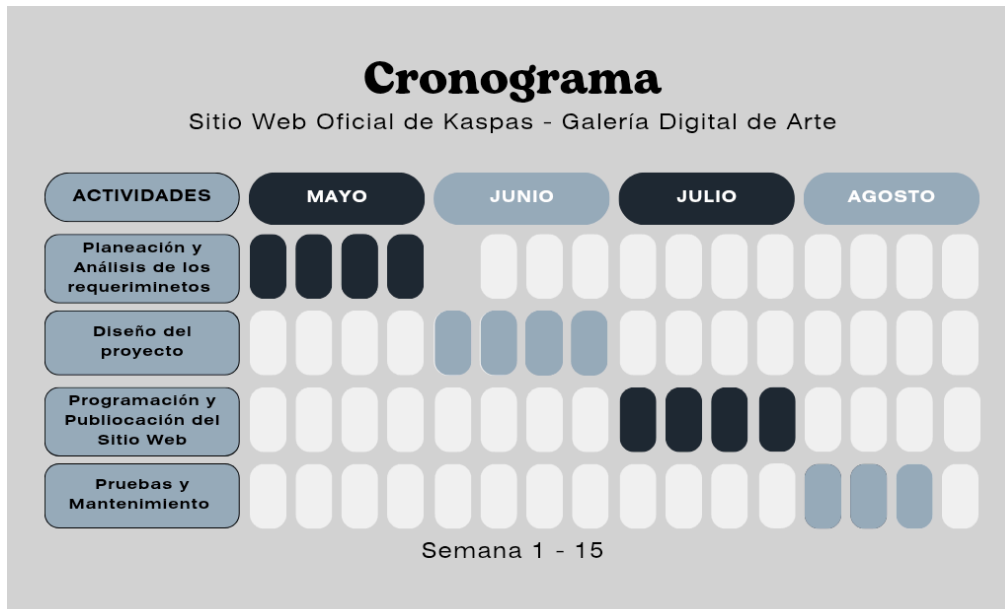 Cronograma
Sitio Web Oficial de Kaspas - Galería Digital de Arte
ACTIVIDADES
MAYO
JUNIO
JULIO
AGOSTO
Planeación y
Análisis de los
requeriminetos
Diseño del
proyecto
Programación y
Publiocación del
Sitio Web
Pruebas y
Mantenimiento
Semana 1 - 15